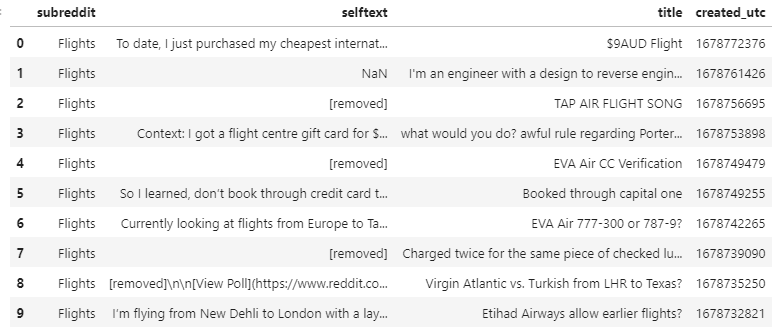 subreddit selftext title created_utc
0 Flights To date, I just purchased my cheapest internat... $9AUD Flight 1678772376
1 Flights NaN I'm an engineer with a design to reverse engin... 1678761426
2 Flights [removed] TAP AIR FLIGHT SONG 1678756695
3 Flights Context: I got a flight centre gift card for $... what would you do? awful rule regarding Porter... 1678753898
4 Flights [removed] EVA Air CC Verification 1678749479
5 Flights So I learned, don't book through credit card t... Booked through capital one 1678749255
6 Flights Currently looking at flights from Europe to Ta... EVA Air 777-300 or 787-9? 1678742265
7 Flights [removed] Charged twice for the same piece of checked lu... 1678739090
8 Flights [removed]\n\n[View Poll](https://www.reddit.co... Virgin Atlantic vs. Turkish from LHR to Texas? 1678735250
9 Flights I'm flying from New Dehli to London with a lay... Etihad Airways allow earlier flights? 1678732821